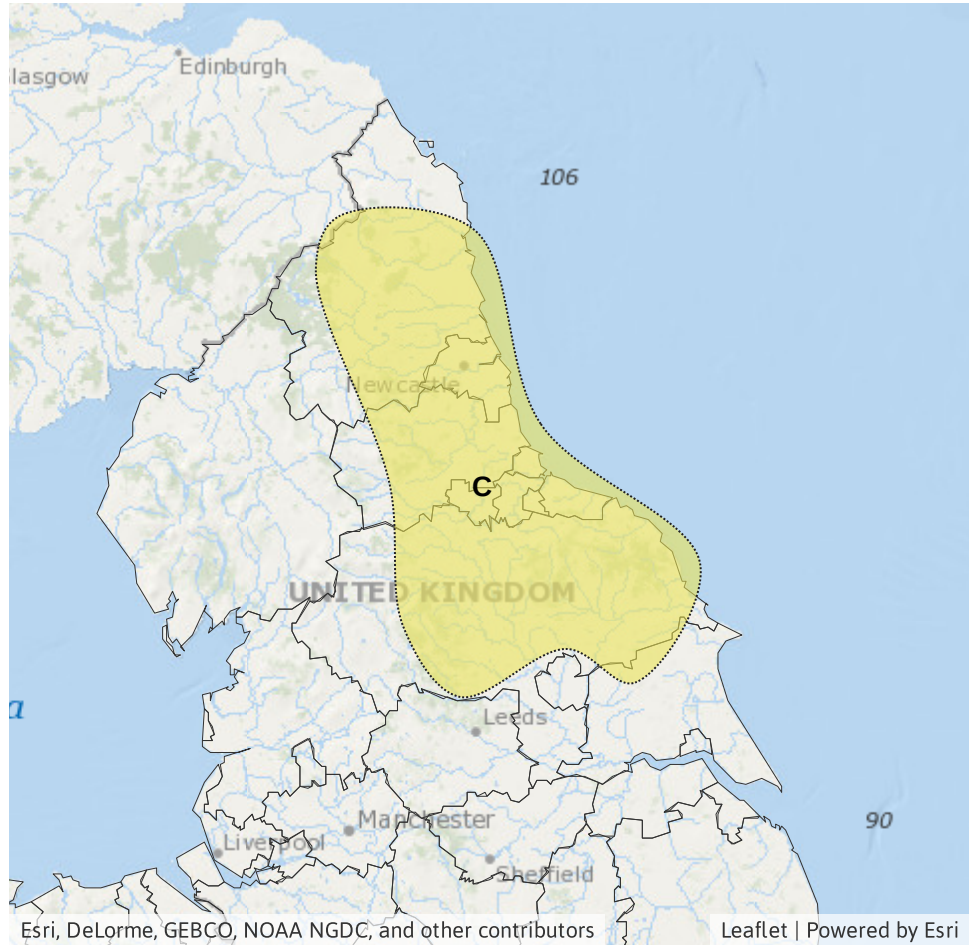 Edinburgh
lasgow
106
Newcastle
C
UNITED KINGDOM
a
Leeds
Manchester
90
Liverpool
Sheffield
Esri, DeLorme, GEBCO, NOAA NGDC, and other contributors
Leaflet | Powered by Esri